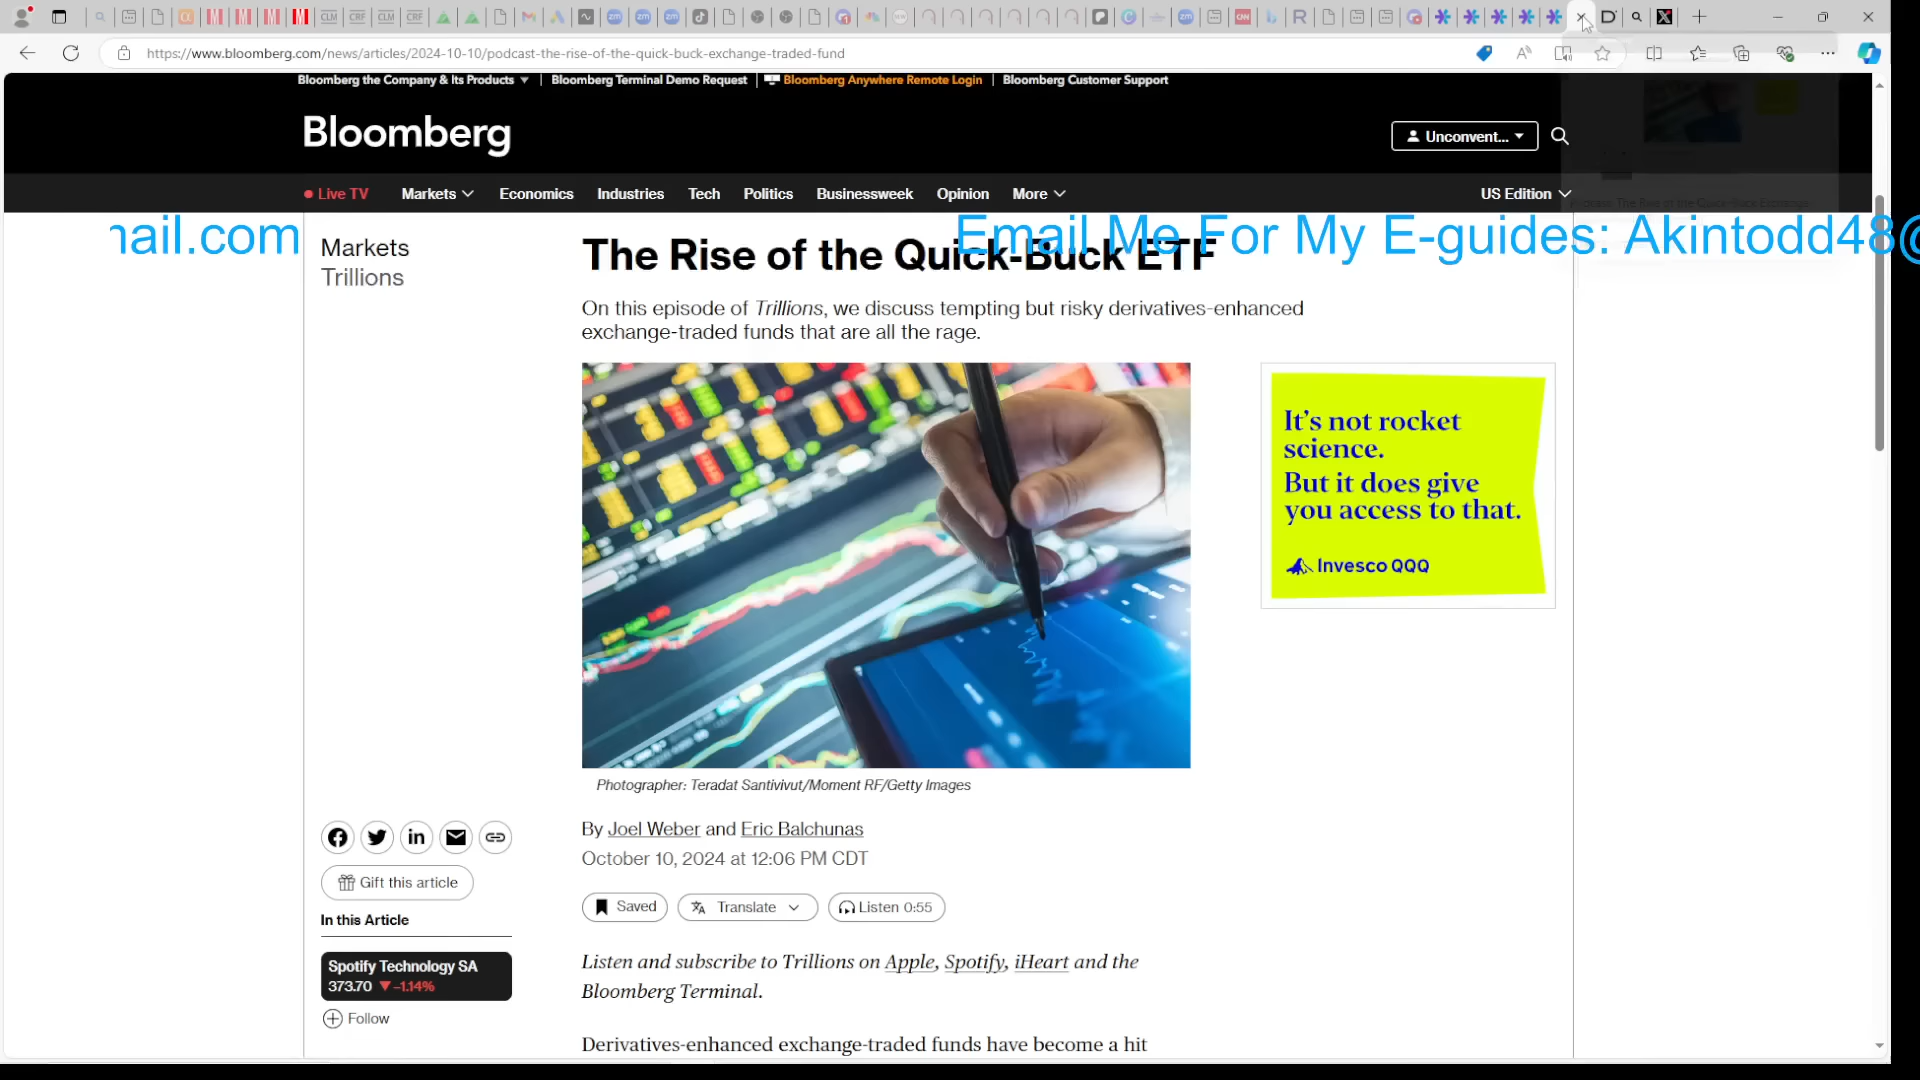 CLM
CRF
CLM
CRF
CNN
https://www.bloomberg.com/news/articles/2024-10-10/podcast-the-rise-of-the-quick-buck-exchange-traded-fund
Bloomberg the Company & Its Products
Bloomberg Terminal Demo Request
Bloomberg Anywhere Remote Login
Bloomberg Customer Support
Bloomberg
Unconvent...
Live TV
Markets
Economics
Industries
Tech
Politics
Businessweek
Opinion
More
US Edition
ail.com
Email Me For My E-guides: Akintodd48@
Markets
Trillions
The Rise of the Quick-Buck ETF
On this episode of Trillions, we discuss tempting but risky derivatives-enhanced
exchange-traded funds that are all the rage.
It's not rocket
science.
But it does give
you access to that.
Invesco QQQ
Photographer: Teradat Santivivut/Moment RF/Getty Images
By Joel Weber and Eric Balchunas
October 10, 2024 at 12:06 PM CDT
Gift this article
Saved
Translate
Listen 0:55
In this Article
Spotify Technology SA
373.70 ▼ –1.14%
Follow
Listen and subscribe to Trillions on Apple, Spotify, iHeart and the
Bloomberg Terminal.
Derivatives-enhanced exchange-traded funds have become a hit